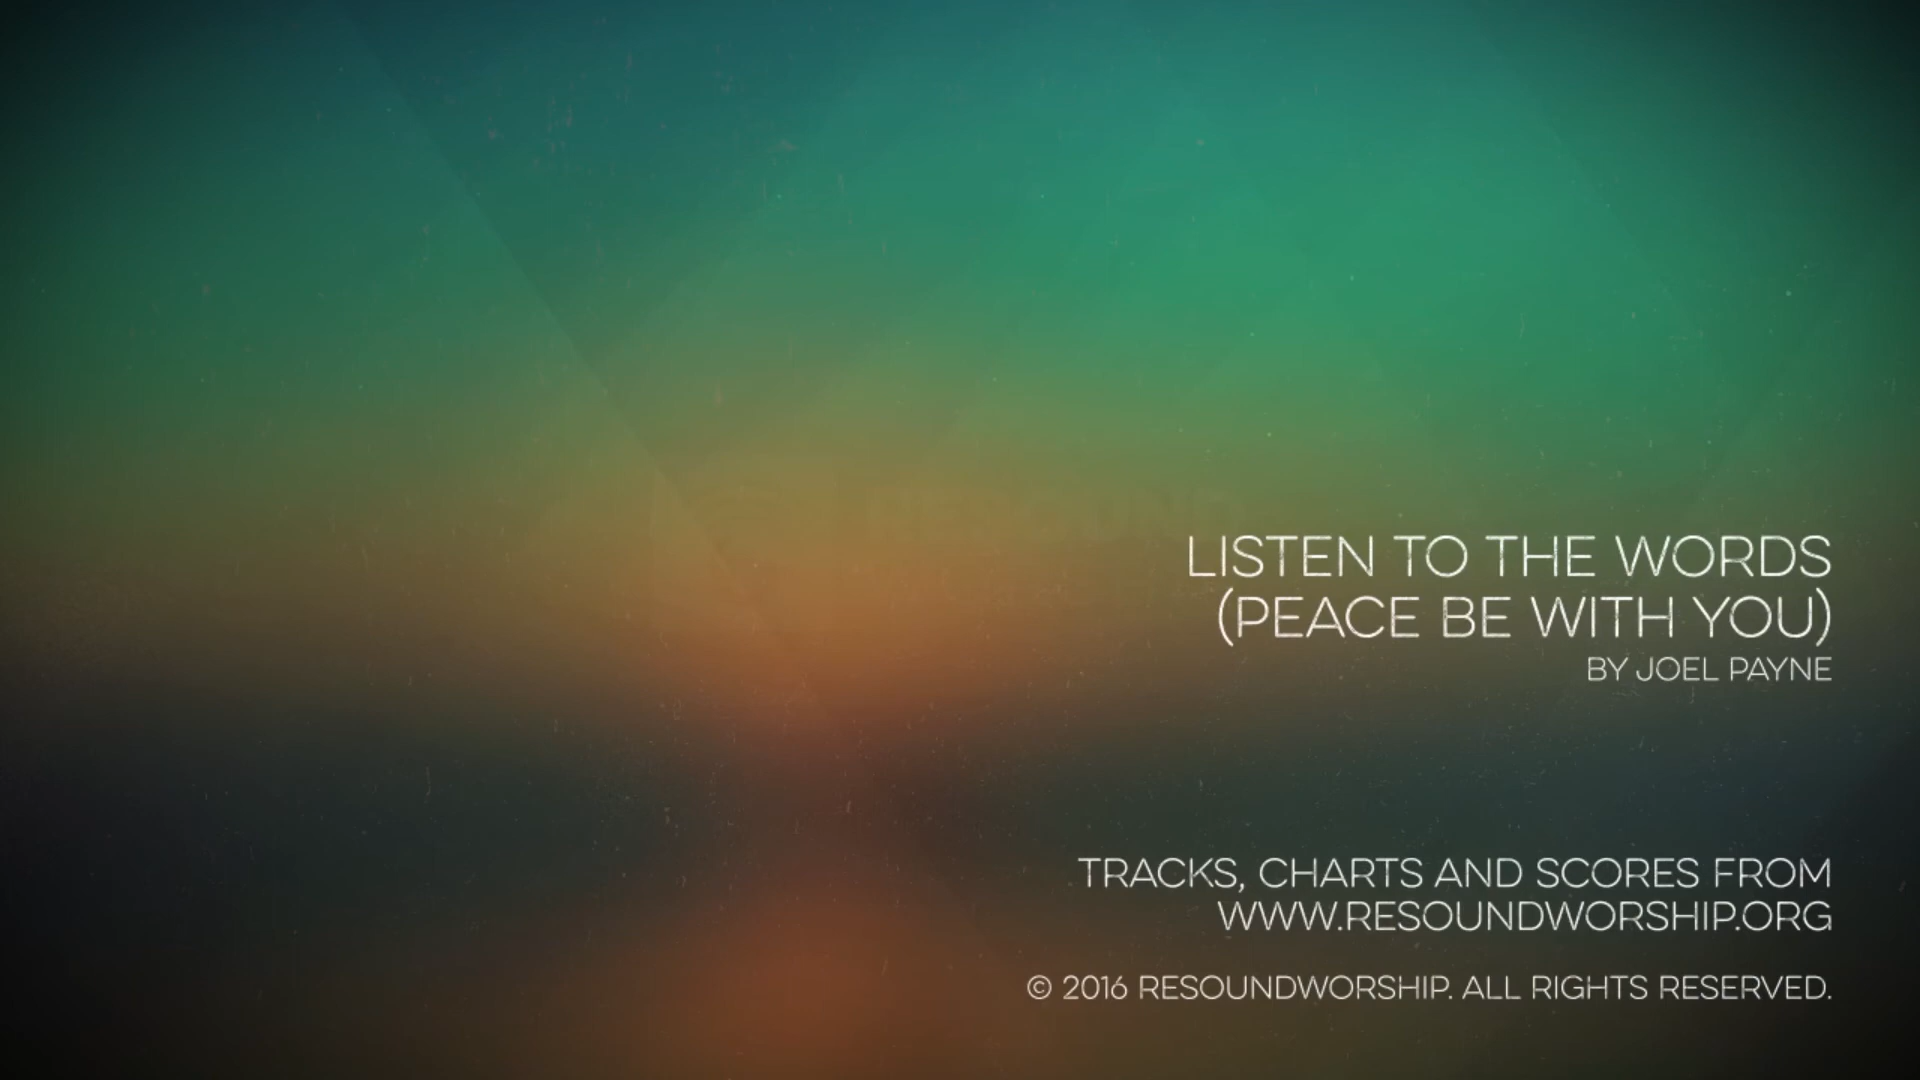 LISTEN TO THE WORDS
(PEACE BE WITH YOU)
BY JOEL PAYNE
TRACKS, CHARTS AND SCORES FROM
WWW.RESOUNDWORSHIP.ORG
© 2016 RESOUNDWORSHIP. ALL RIGHTS RESERVED.